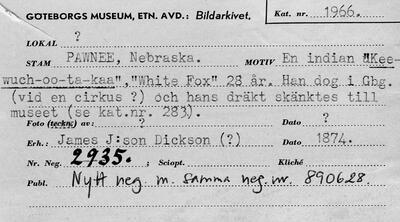 GÖTEBORGS MUSEUM, ETN. AVD.: Bildarkivet. Kat. nr. 1966.
LOKAL ?
STAM PAWNEE, Nebraska. MOTIV En indian "Kee-
wuch-oo-ta-kaa","White Fox" 28 år. Han dog i Gbg.
(vid en cirkus ?) och hans dräkt skänktes till
museet (se kat.nr. 283).
Foto (teckn.) av: ? Dato ?
Erh.: James J:son Dickson (?) Dato 1874.
Nr. Neg. 2935. ; Sciopt. Kliché
Publ. Nytt neg m. samma neg.nr. 890628.